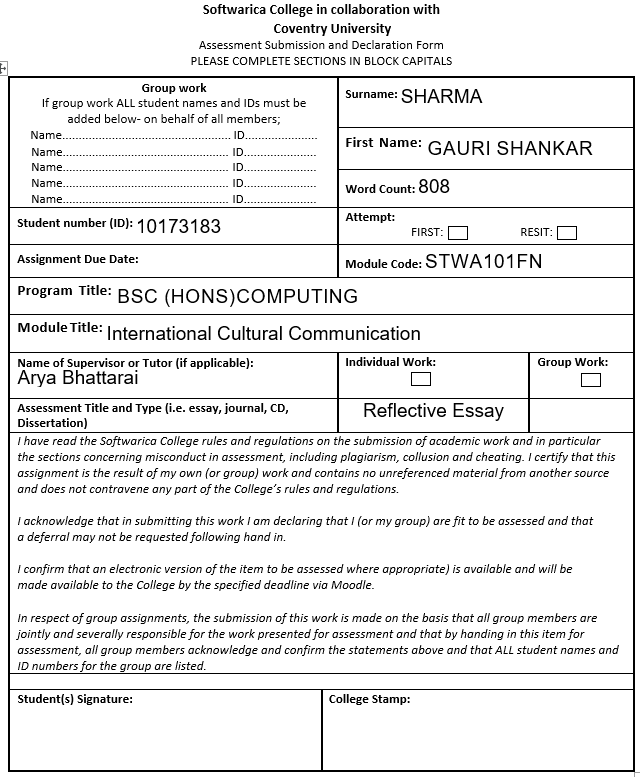 Softwarica College in collaboration with
Coventry University
Assessment Submission and Declaration Form
PLEASE COMPLETE SECTIONS IN BLOCK CAPITALS
Group work
If group work ALL student names and IDs must be
added below- on behalf of all members;
Name.................................................... ID......................
Name.................................................... ID......................
Name.................................................... ID......................
Name.................................................... ID......................
Name.................................................... ID......................
Surname: SHARMA
First Name: GAURI SHANKAR
Word Count: 808
Student number (ID): 10173183
Attempt:
FIRST: RESIT:
Assignment Due Date:
Module Code: STWA101FN
Program Title: BSC (HONS)COMPUTING
Module Title: International Cultural Communication
Name of Supervisor or Tutor (if applicable):
Arya Bhattarai
Individual Work:
Group Work:
Assessment Title and Type (i.e. essay, journal, CD,
Dissertation)
Reflective Essay
I have read the Softwarica College rules and regulations on the submission of academic work and in particular
the sections concerning misconduct in assessment, including plagiarism, collusion and cheating. I certify that this
assignment is the result of my own (or group) work and contains no unreferenced material from another source
and does not contravene any part of the College's rules and regulations.
I acknowledge that in submitting this work I am declaring that I (or my group) are fit to be assessed and that
a deferral may not be requested following hand in.
I confirm that an electronic version of the item to be assessed where appropriate) is available and will be
made available to the College by the specified deadline via Moodle.
In respect of group assignments, the submission of this work is made on the basis that all group members are
jointly and severally responsible for the work presented for assessment and that by handing in this item for
assessment, all group members acknowledge and confirm the statements above and that ALL student names and
ID numbers for the group are listed.
Student(s) Signature:
College Stamp: